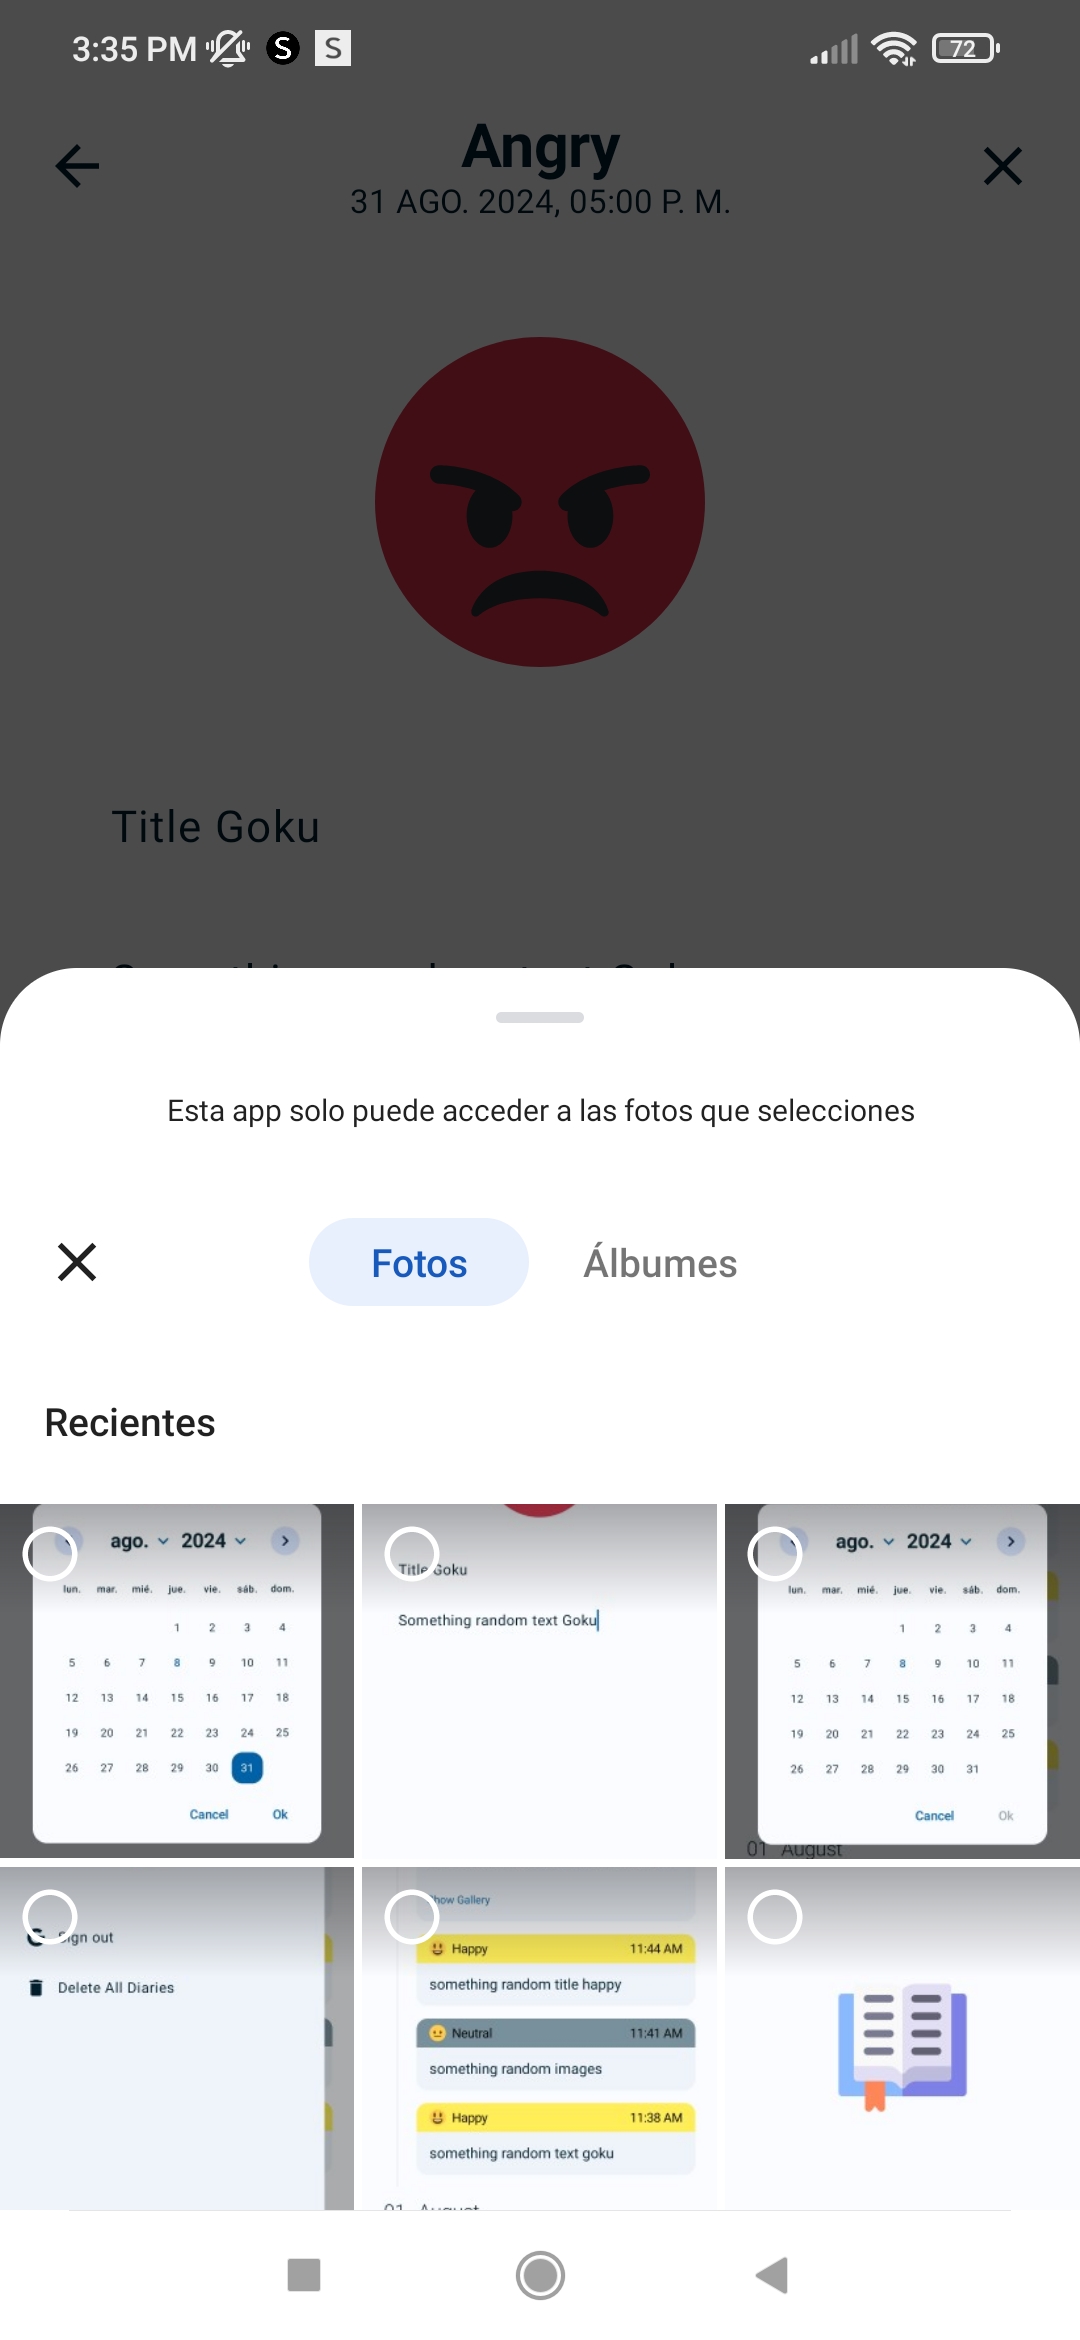 3:35 PM S S 72
Angry
31 AGO. 2024, 05:00 P. M.
Title Goku
Esta app solo puede acceder a las fotos que selecciones
Fotos Álbumes
Recientes
ago. 2024
lun. mar. mié. jue. vie. sáb. dom.
1 2 3 4
5 6 7 8 9 10 11
12 13 14 15 16 17 18
19 20 21 22 23 24 25
26 27 28 29 30 31
Cancel Ok
Title Goku
Something random text Goku
ago. 2024
lun. mar. mié. jue. vie. sáb. dom.
1 2 3 4
5 6 7 8 9 10 11
12 13 14 15 16 17 18
19 20 21 22 23 24 25
26 27 28 29 30 31
Cancel Ok
01 August
Sign out
Delete All Diaries
Show Gallery
Happy 11:44 AM
something random title happy
Neutral 11:41 AM
something random images
Happy 11:38 AM
something random text goku
01 August